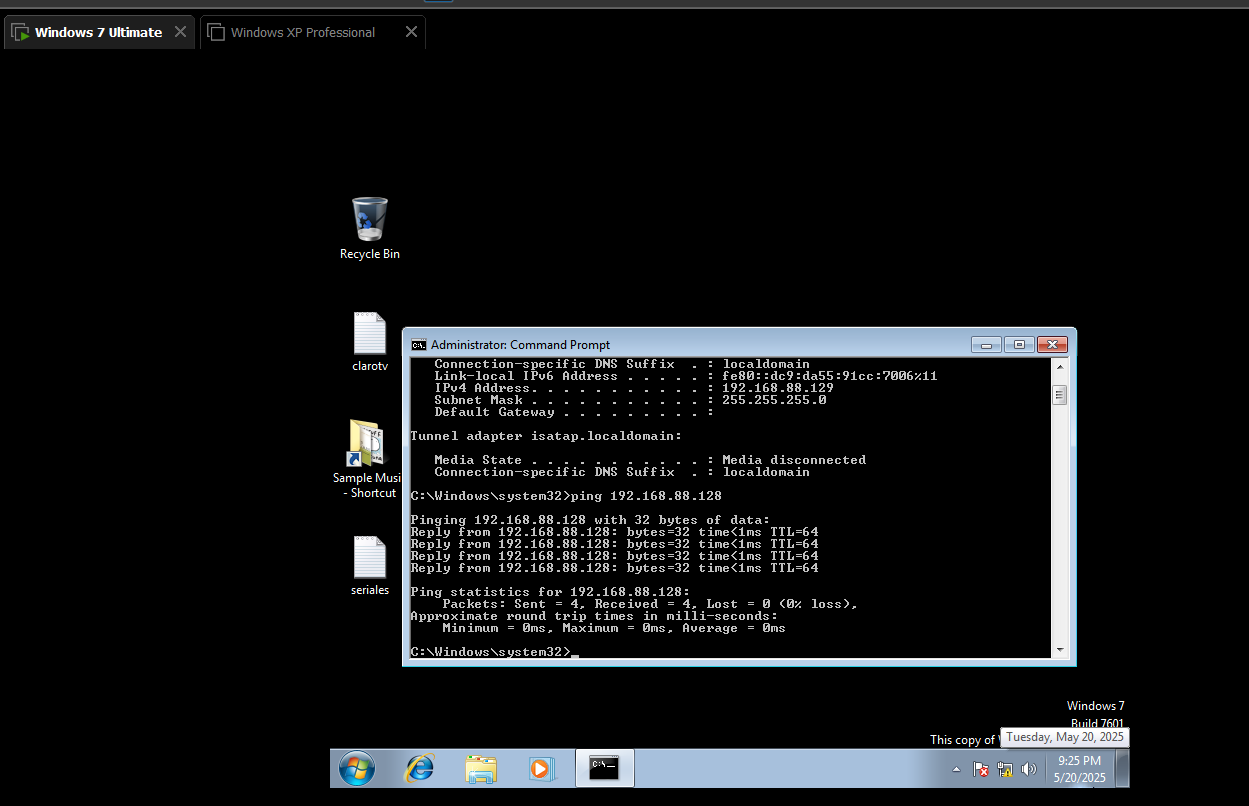 Windows 7 Ultimate
Windows XP Professional
Recycle Bin
clarotv
Sample Musi
- Shortcut
seriales
Administrator: Command Prompt
Connection-specific DNS Suffix  . : localdomain
Link-local IPv6 Address . . . . . : fe80::dc9:da55:91cc:7006%11
IPv4 Address. . . . . . . . . . . : 192.168.88.129
Subnet Mask . . . . . . . . . . . : 255.255.255.0
Default Gateway . . . . . . . . . :
Tunnel adapter isatap.localdomain:
Media State . . . . . . . . . . . : Media disconnected
Connection-specific DNS Suffix  . : localdomain
C:\Windows\system32>ping 192.168.88.128
Pinging 192.168.88.128 with 32 bytes of data:
Reply from 192.168.88.128: bytes=32 time<1ms TTL=64
Reply from 192.168.88.128: bytes=32 time<1ms TTL=64
Reply from 192.168.88.128: bytes=32 time<1ms TTL=64
Reply from 192.168.88.128: bytes=32 time<1ms TTL=64
Ping statistics for 192.168.88.128:
Packets: Sent = 4, Received = 4, Lost = 0 (0% loss),
Approximate round trip times in milli-seconds:
Minimum = 0ms, Maximum = 0ms, Average = 0ms
C:\Windows\system32>_
Windows 7
Build 7601
This copy of
Tuesday, May 20, 2025
9:25 PM
5/20/2025